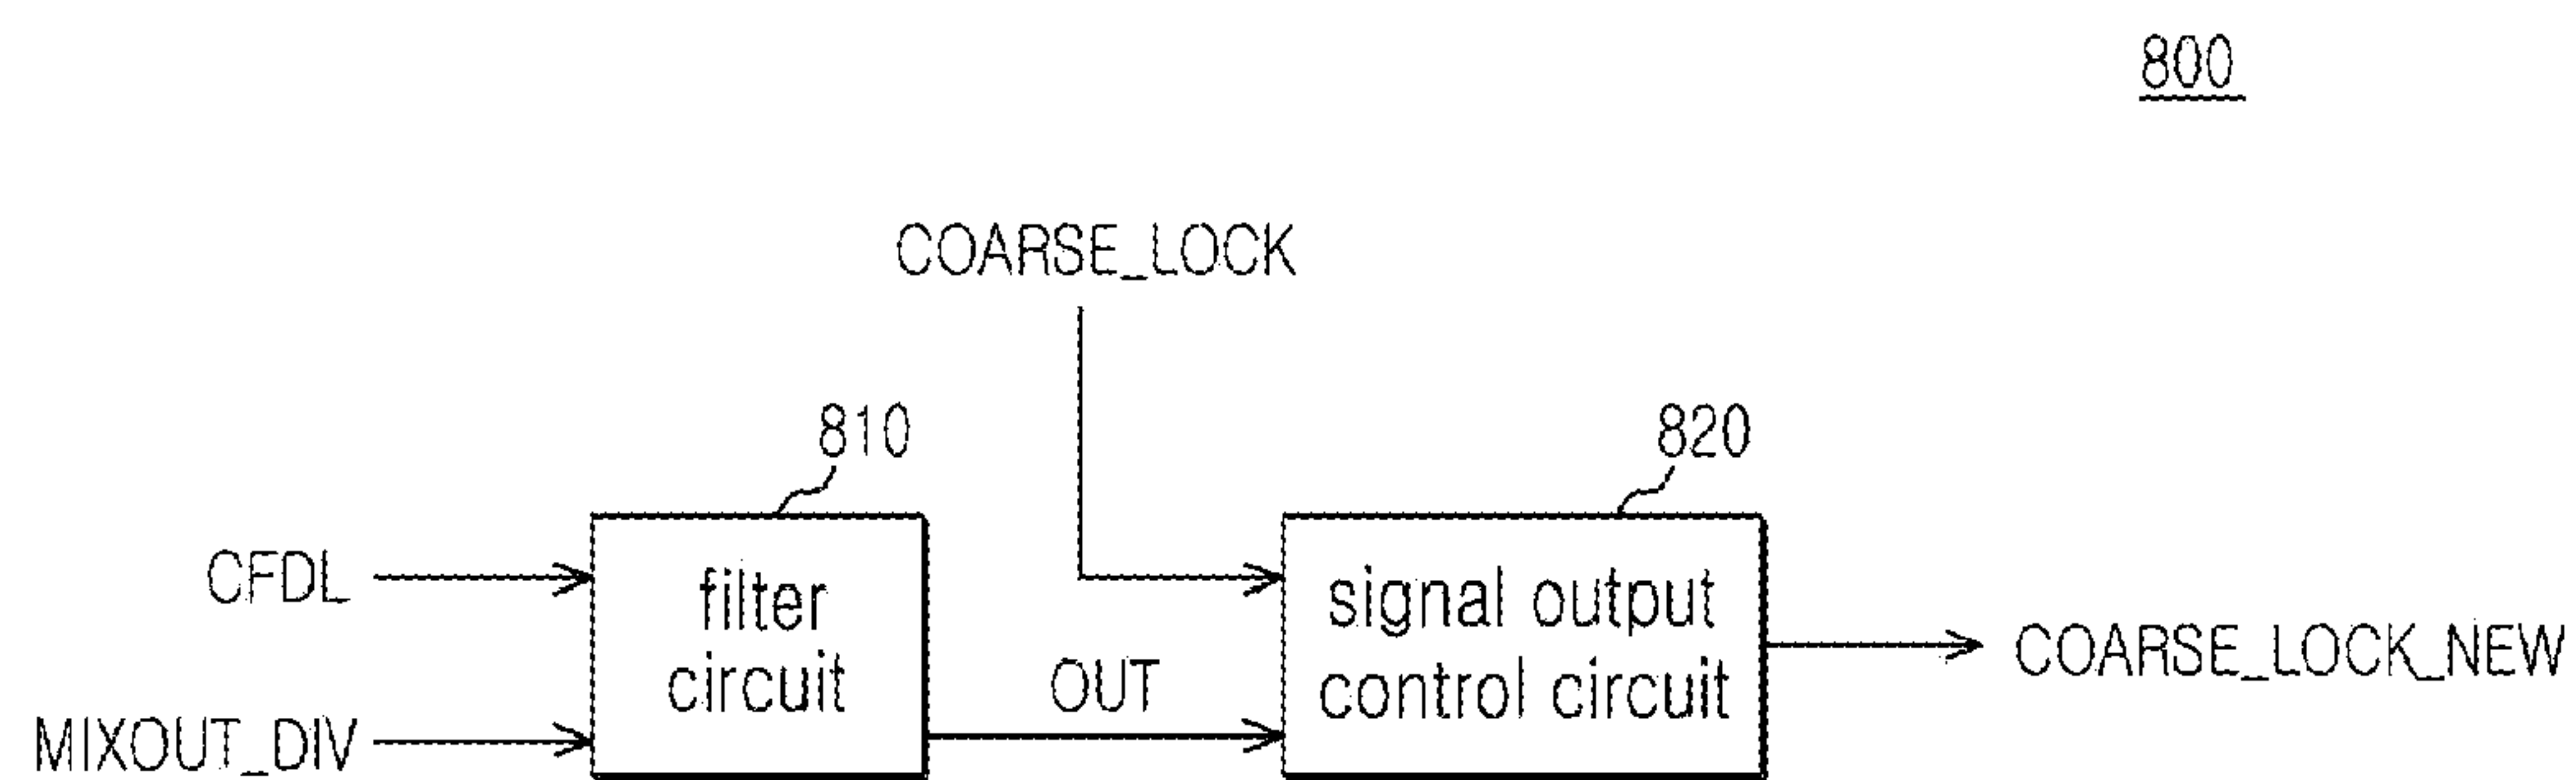 800
COARSE_LOCK
810
820
CFDL
filter
circuit
MIXOUT_DIV
OUT
signal output
control circuit
COARSE_LOCK_NEW